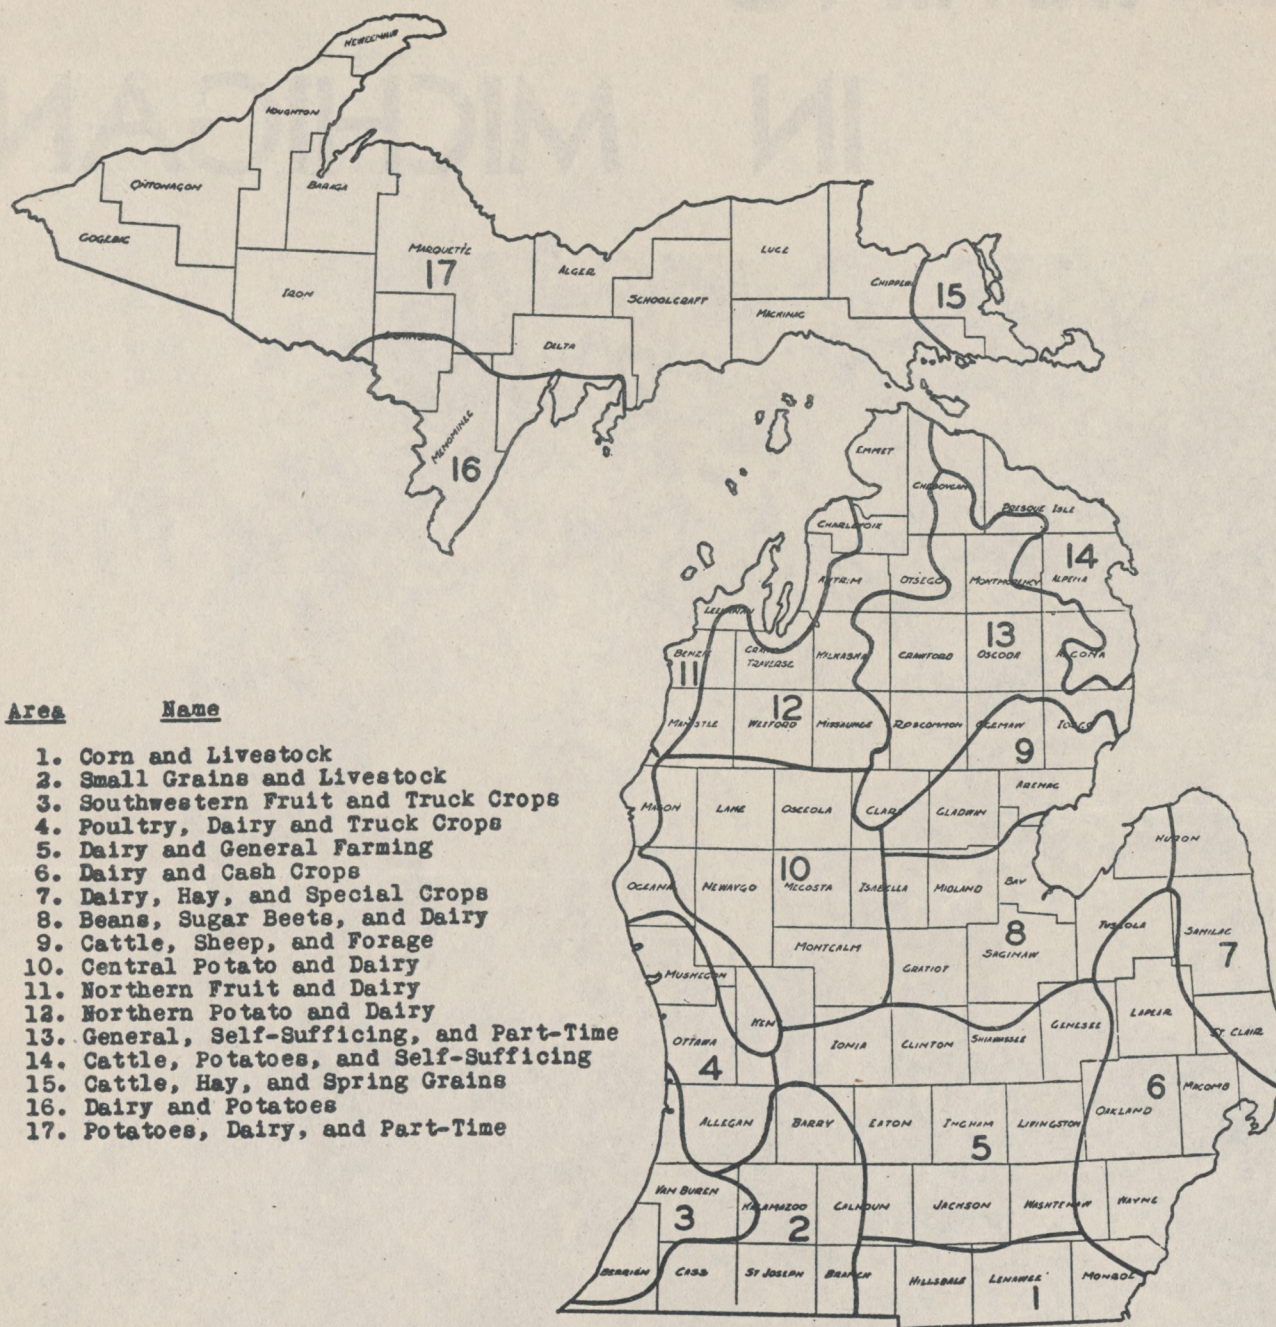 IN MICHIGAN
KEWEENAW
HOUGHTON
ONTONAGON
BARAGA
GOGEBIC
MARQUETTE
17
ALGER
LUCE
CHIPPEWA
15
IRON
SCHOOLCRAFT
MACKINAC
DELTA
MENOMINEE
16
EMMET
CHEBOYGAN
PRESQUE ISLE
CHARLEVOIX
14
ANTRIM
OTSEGO
MONTMORENCY
ALPENA
LEELANAU
13
BENZIE
GRAND TRAVERSE
KALKASKA
CRAWFORD
OSCODA
ALCONA
11
12
MANISTEE
WEXFORD
MISSAUKEE
ROSCOMMON
OGEMAW
IOSCO
9
ARENAC
MASON
LAKE
OSCEOLA
CLARE
GLADWIN
HURON
10
OCEANA
NEWAYGO
MECOSTA
ISABELLA
MIDLAND
BAY
TUSCOLA
SANILAC
8
7
MONTCALM
GRATIOT
SAGINAW
MUSKEGON
KENT
OTTAWA
IONIA
CLINTON
SHIAWASSEE
GENESEE
LAPEER
ST CLAIR
4
6
MACOMB
ALLEGAN
BARRY
EATON
INGHAM
LIVINGSTON
OAKLAND
5
VAN BUREN
KALAMAZOO
CALHOUN
JACKSON
WASHTENAW
WAYNE
3
2
BERRIEN
CASS
ST JOSEPH
BRANCH
HILLSDALE
LENAWEE
MONROE
1
Area Name
1. Corn and Livestock
2. Small Grains and Livestock
3. Southwestern Fruit and Truck Crops
4. Poultry, Dairy and Truck Crops
5. Dairy and General Farming
6. Dairy and Cash Crops
7. Dairy, Hay, and Special Crops
8. Beans, Sugar Beets, and Dairy
9. Cattle, Sheep, and Forage
10. Central Potato and Dairy
11. Northern Fruit and Dairy
12. Northern Potato and Dairy
13. General, Self-Sufficing, and Part-Time
14. Cattle, Potatoes, and Self-Sufficing
15. Cattle, Hay, and Spring Grains
16. Dairy and Potatoes
17. Potatoes, Dairy, and Part-Time